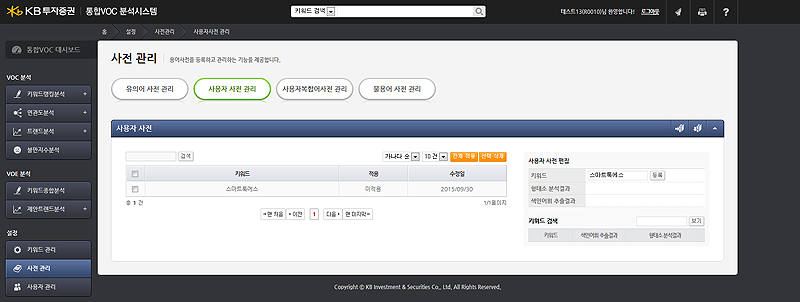 KB 투자증권 | 통합VOC 분석시스템
키워드 검색
테스트130(R0010)님 환영합니다! 로그아웃
홈 > 설정 > 사전관리 > 사용자사전 관리
통합VOC 대시보드
VOC 분석
키워드랭킹분석 +
연관도분석 +
트렌드분석 +
불만지수분석
VOE 분석
키워드종합분석
제안트렌드분석 +
설정
키워드 관리
사전 관리
사용자 관리
사전 관리 | 용어사전을 등록하고 관리하는 기능을 제공합니다.
유의어 사전 관리
사용자 사전 관리
사용자복합어사전 관리
불용어 사전 관리
사용자 사전
검색
가나다 순
10 건
전체 적용
선택 삭제
키워드 적용 수정일
스마트톡에스 미적용 2015/09/30
총 1 건
1/1페이지
맨 처음 이전 1 다음 맨 마지막
사용자 사전 편집
키워드 스마트톡에스 등록
형태소 분석결과
색인어휘 추출결과
키워드 검색 보기
키워드 색인어휘 추출결과 형태소 분석결과
Copyright © KB Investment & Securities Co., Ltd, All Rights Reserved,